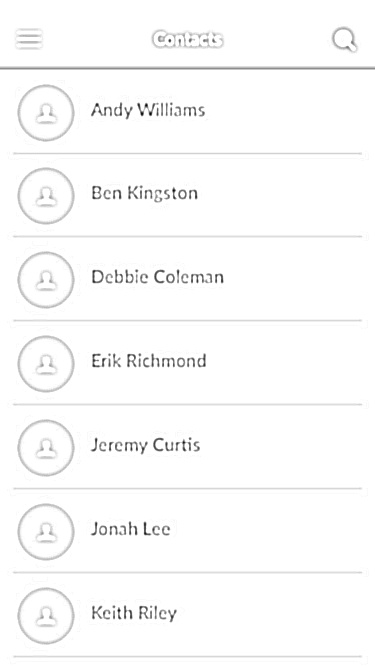 Contacts
Andy Williams
Ben Kingston
Debbie Coleman
Erik Richmond
Jeremy Curtis
Jonah Lee
Keith Riley